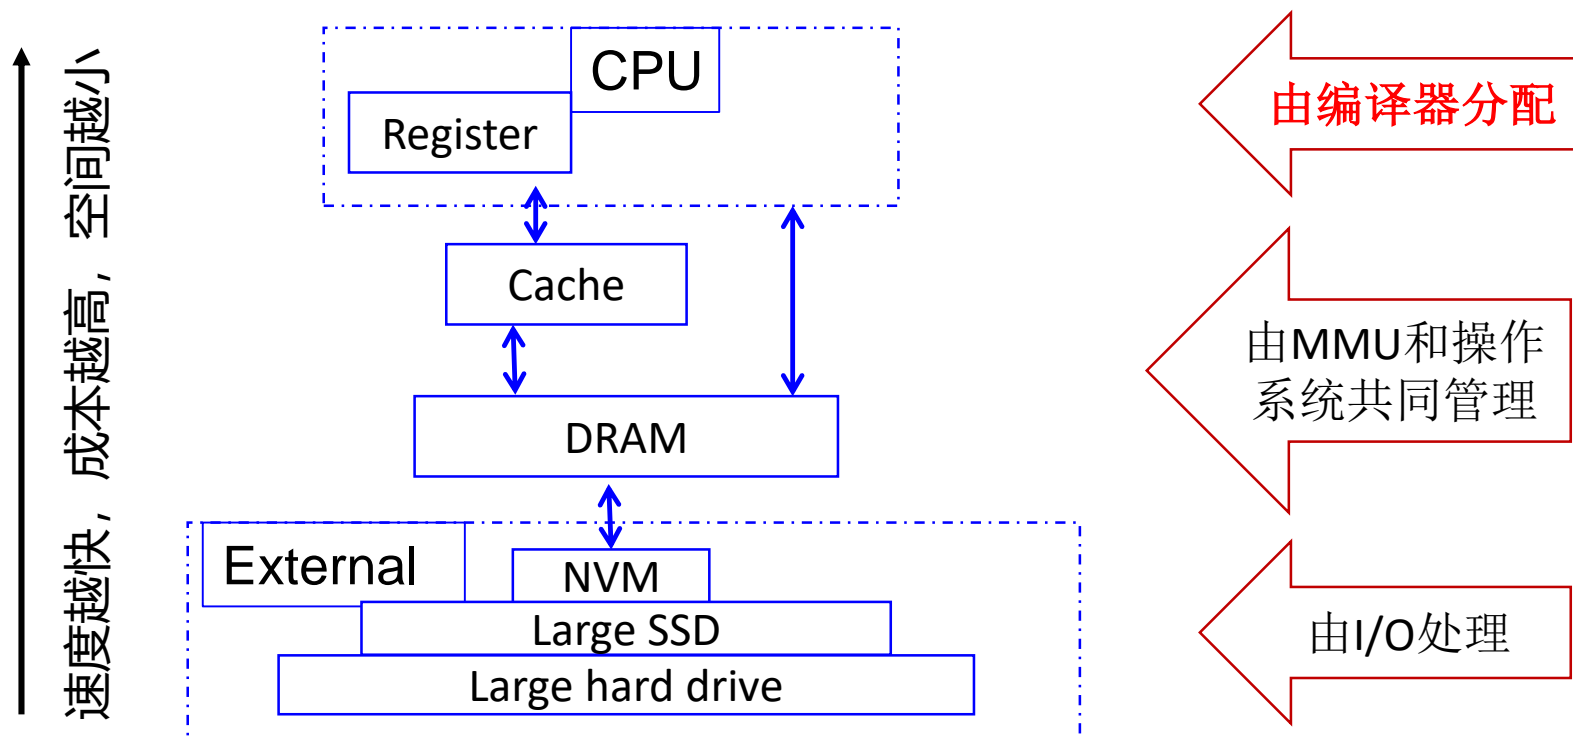 速度越快，成本越高，空间越小
CPU
Register
Cache
DRAM
External
NVM
Large SSD
Large hard drive
由编译器分配
由MMU和操作
系统共同管理
由I/O处理